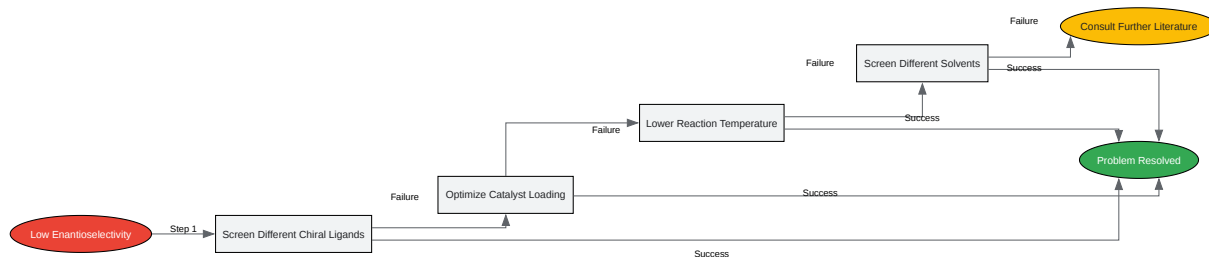 Failure
Consult Further Literature
Failure
Screen Different Solvents
Success
Lower Reaction Temperature
Success
Failure
Problem Resolved
Failure
Optimize Catalyst Loading
Success
Low Enantioselectivity
Step 1
Screen Different Chiral Ligands
Success